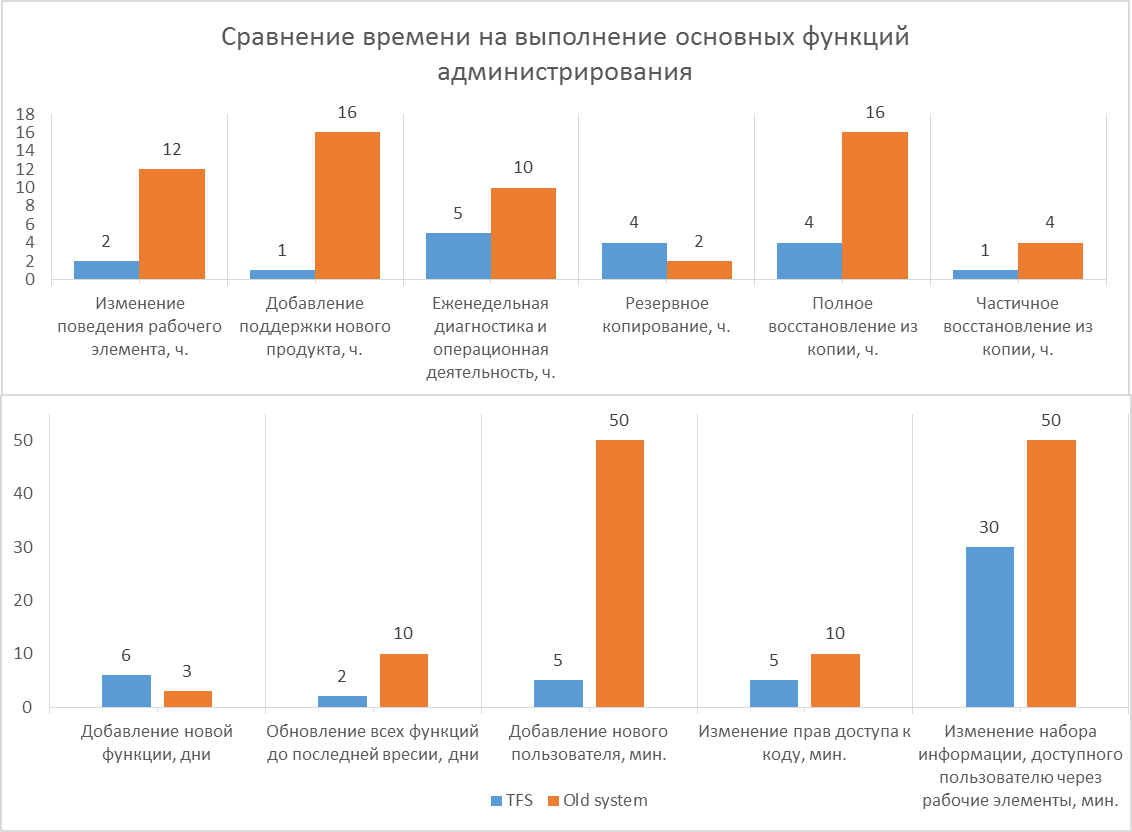 Сравнение времени на выполнение основных функций
администрирования
18
16
14
12
10
8
6
4
2
0
2
12
1
16
5
10
4
2
4
16
1
4
Изменение
поведения рабочего
элемента, ч.
Добавление
поддержки нового
продукта, ч.
Еженедельная
диагностика и
операционная
деятельность, ч.
Резервное
копирование, ч.
Полное
восстановление из
копии, ч.
Частичное
восстановление из
копии, ч.
50
40
30
20
10
0
6
3
2
10
5
50
5
10
30
50
Добавление новой
функции, дни
Обновление всех функций
до последней вресии, дни
Добавление нового
пользователя, мин.
Изменение прав доступа к
коду, мин.
Изменение набора
информации, доступного
пользователю через
рабочие элементы, мин.
TFS
Old system